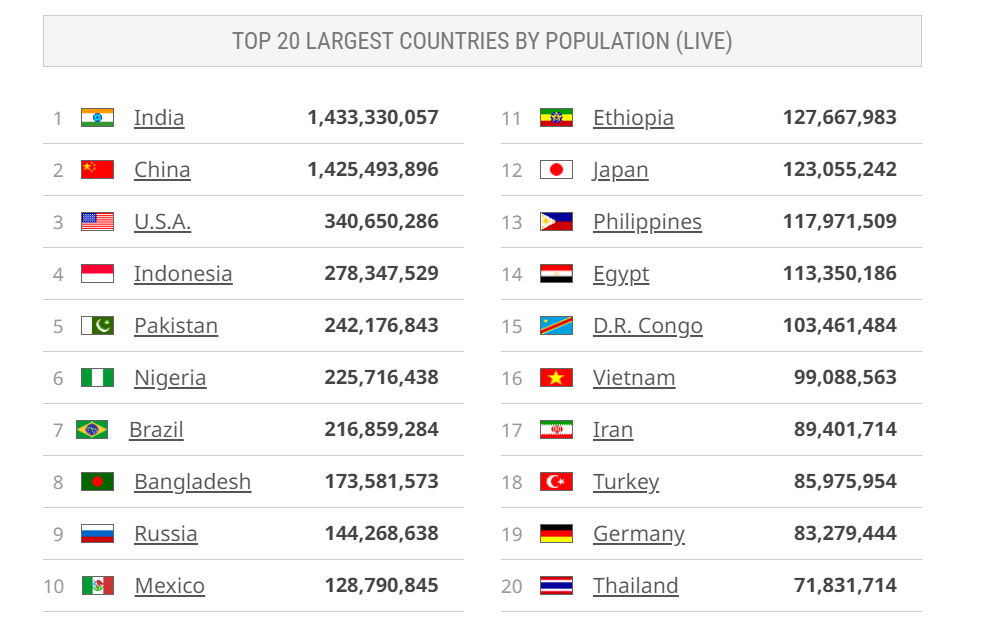 TOP 20 LARGEST COUNTRIES BY POPULATION (LIVE)
1 India 1,433,330,057
2 China 1,425,493,896
3 U.S.A. 340,650,286
4 Indonesia 278,347,529
5 Pakistan 242,176,843
6 Nigeria 225,716,438
7 Brazil 216,859,284
8 Bangladesh 173,581,573
9 Russia 144,268,638
10 Mexico 128,790,845
11 Ethiopia 127,667,983
12 Japan 123,055,242
13 Philippines 117,971,509
14 Egypt 113,350,186
15 D.R. Congo 103,461,484
16 Vietnam 99,088,563
17 Iran 89,401,714
18 Turkey 85,975,954
19 Germany 83,279,444
20 Thailand 71,831,714